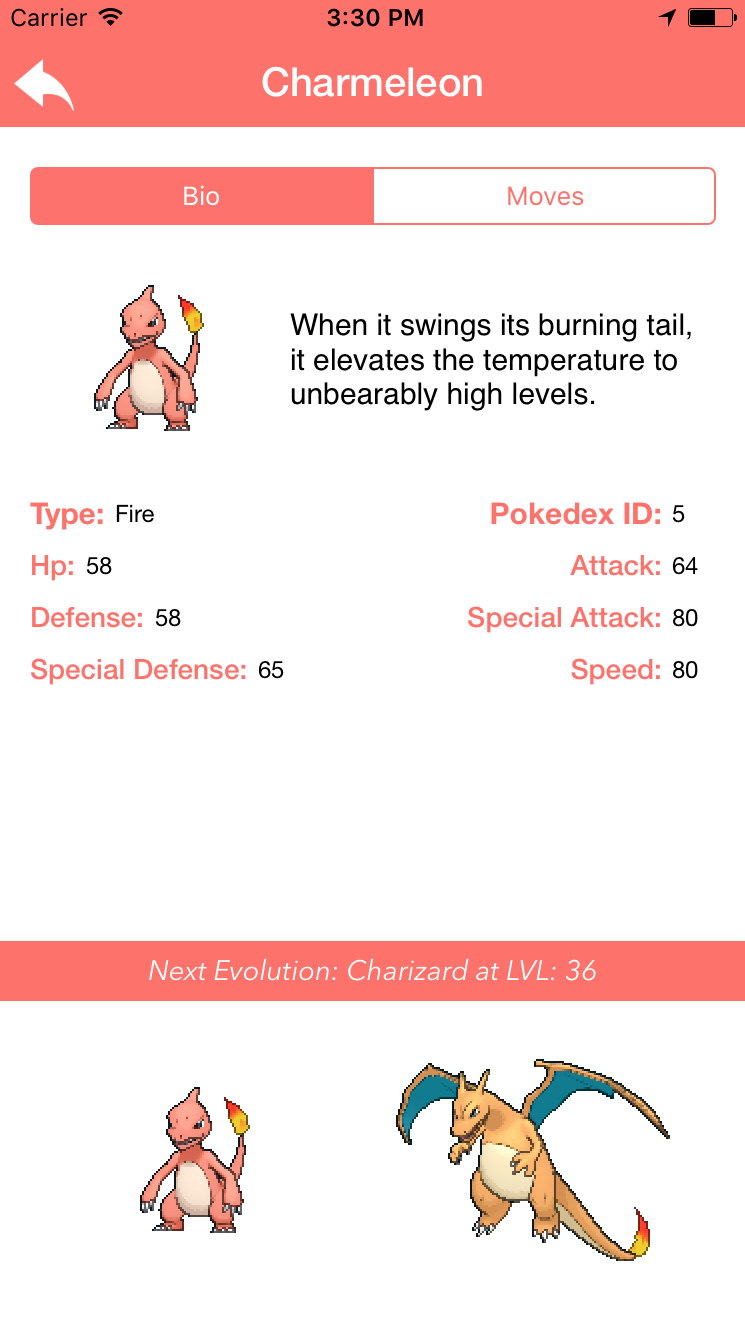 Carrier 3:30 PM
Charmeleon
Bio Moves
When it swings its burning tail,
it elevates the temperature to
unbearably high levels.
Type: Fire Pokedex ID: 5
Hp: 58 Attack: 64
Defense: 58 Special Attack: 80
Special Defense: 65 Speed: 80
Next Evolution: Charizard at LVL: 36